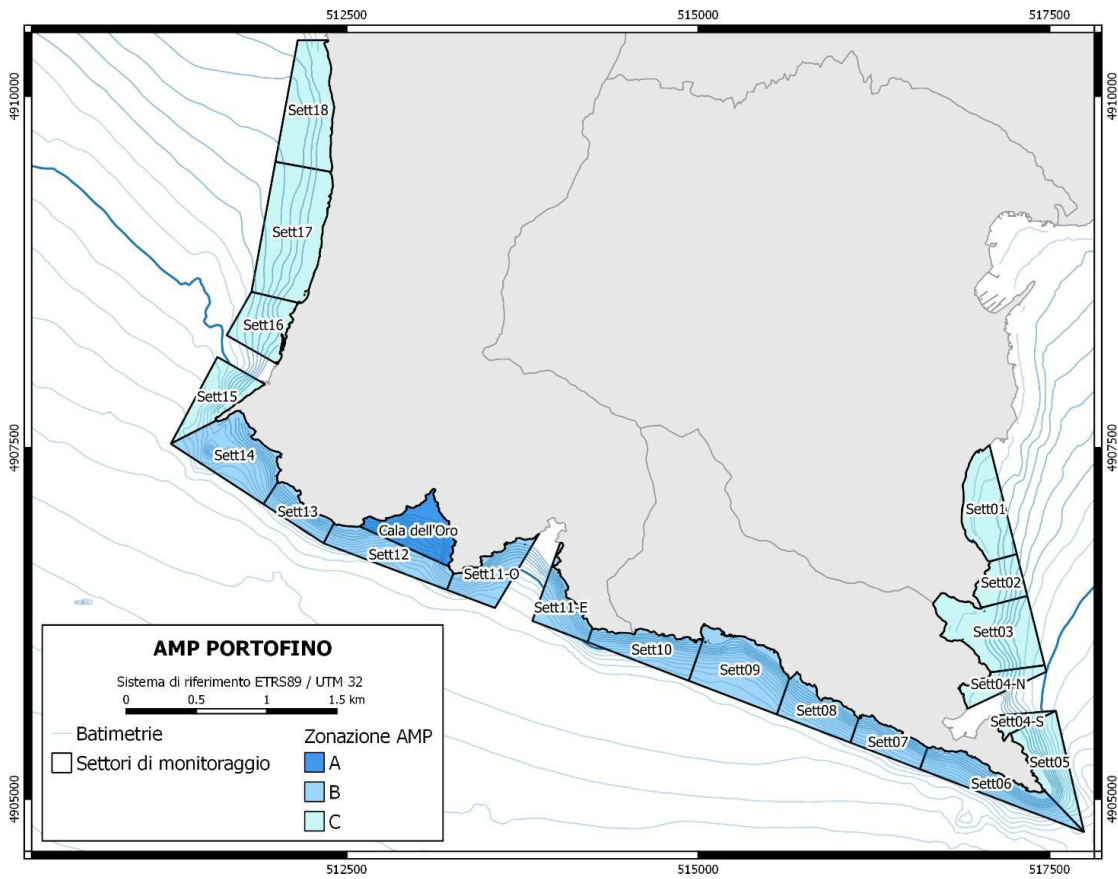 512500 515000 517500
4910000 4910000
Sett18
Sett17
Sett16
Sett15
4907500 4907500
Sett14
Sett01
Sett13
Cala dell'Oro
Sett12
Sett11-O
Sett02
Sett11-E
Sett03
Sett10
Sett09
Sett04-N
Sett08
Sett04-S
Sett07
Sett05
Sett06
4905000 4905000
AMP PORTOFINO
Sistema di riferimento ETRS89 / UTM 32
0 0.5 1 1.5 km
Batimetrie
Settori di monitoraggio
Zonazione AMP
A
B
C
512500 515000 517500